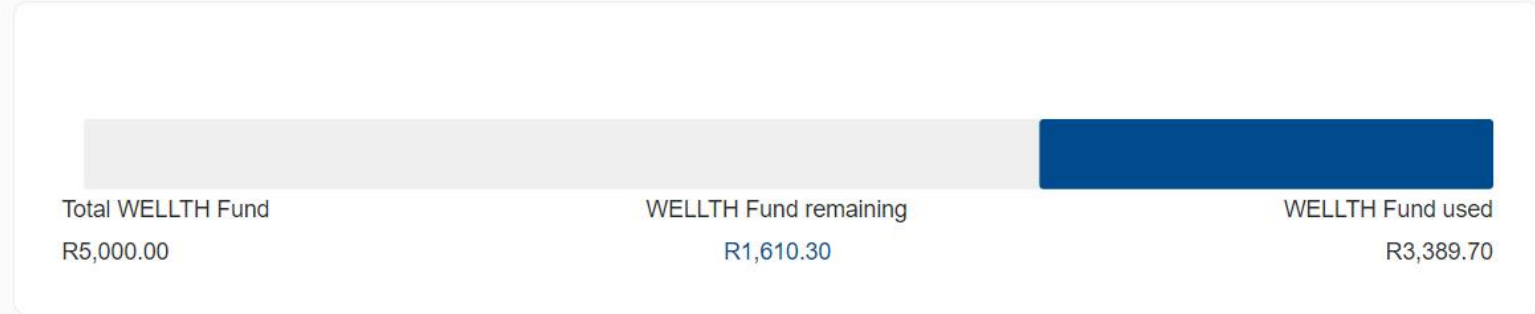 Total WELLTH Fund WELLTH Fund remaining WELLTH Fund used
R5,000.00 R1,610.30 R3,389.70